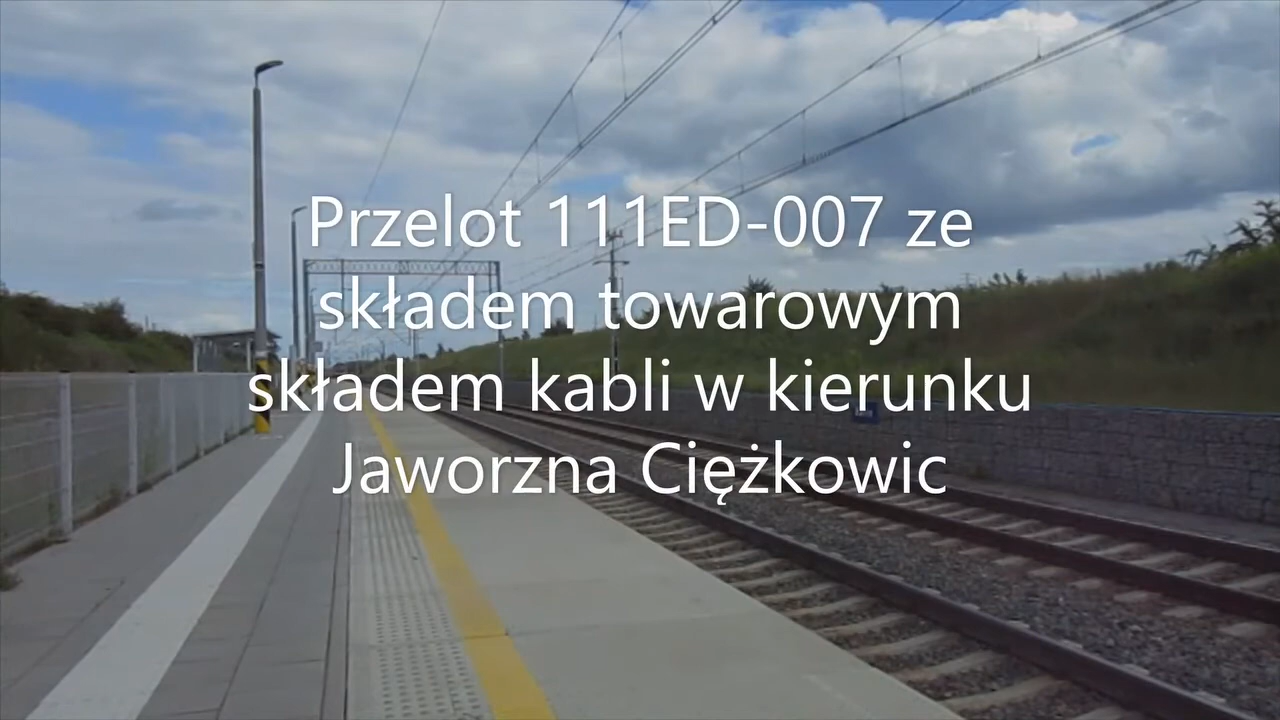 Przelot 111ED-007 ze
składem towarowym
składem kabli w kierunku
Jaworzna Ciężkowic